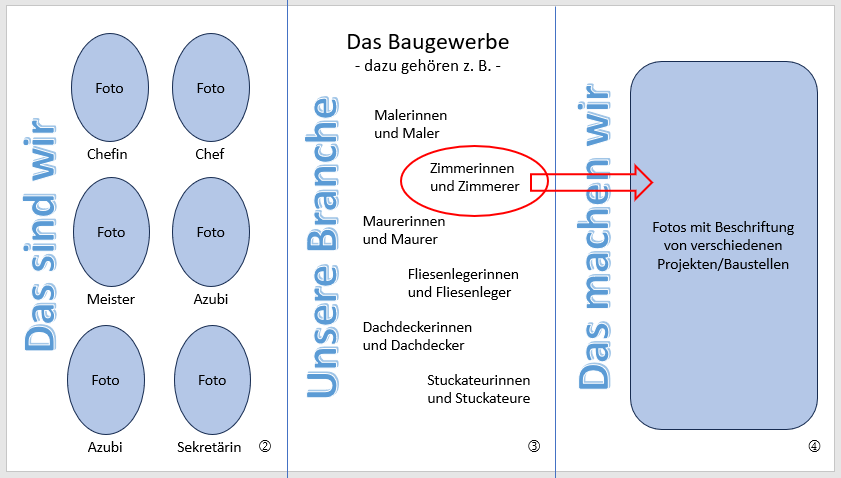 Das sind wir
Foto
Foto
Chefin
Chef
Foto
Foto
Meister
Azubi
Foto
Foto
Azubi
Sekretärin
②
Unsere Branche
Das Baugewerbe
- dazu gehören z. B. -
Malerinnen
und Maler
Zimmerinnen
und Zimmerer
Maurerinnen
und Maurer
Fliesenlegerinnen
und Fliesenleger
Dachdeckerinnen
und Dachdecker
Stuckateurinnen
und Stuckateure
③
Das machen wir
Fotos mit Beschriftung
von verschiedenen
Projekten/Baustellen
④